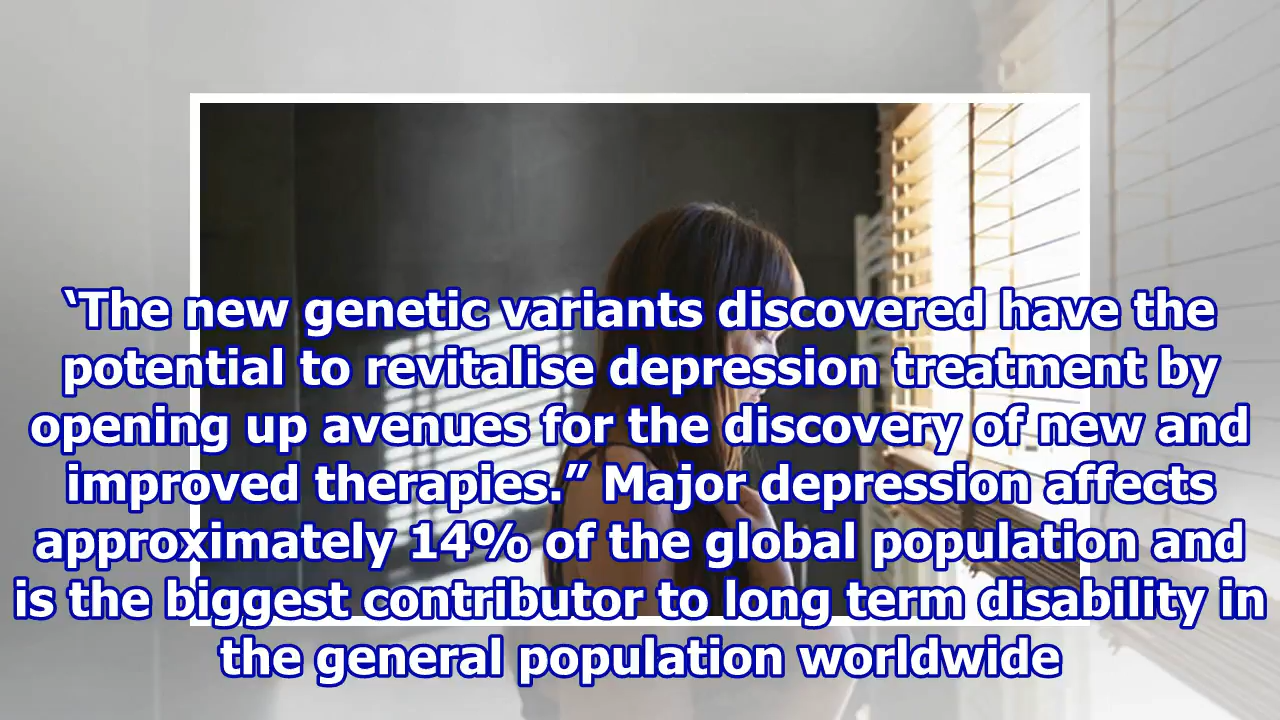 ‘The new genetic variants discovered have the
potential to revitalise depression treatment by
opening up avenues for the discovery of new and
improved therapies.” Major depression affects
approximately 14% of the global population and
is the biggest contributor to long term disability in
the general population worldwide